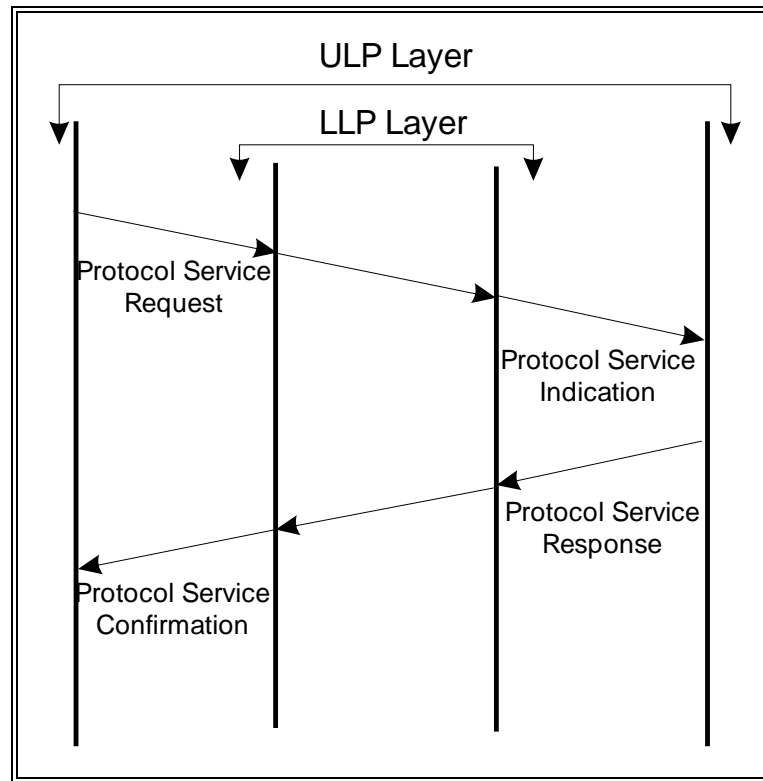 ULP Layer
LLP Layer
Protocol Service
Request
Protocol Service
Indication
Protocol Service
Response
Protocol Service
Confirmation